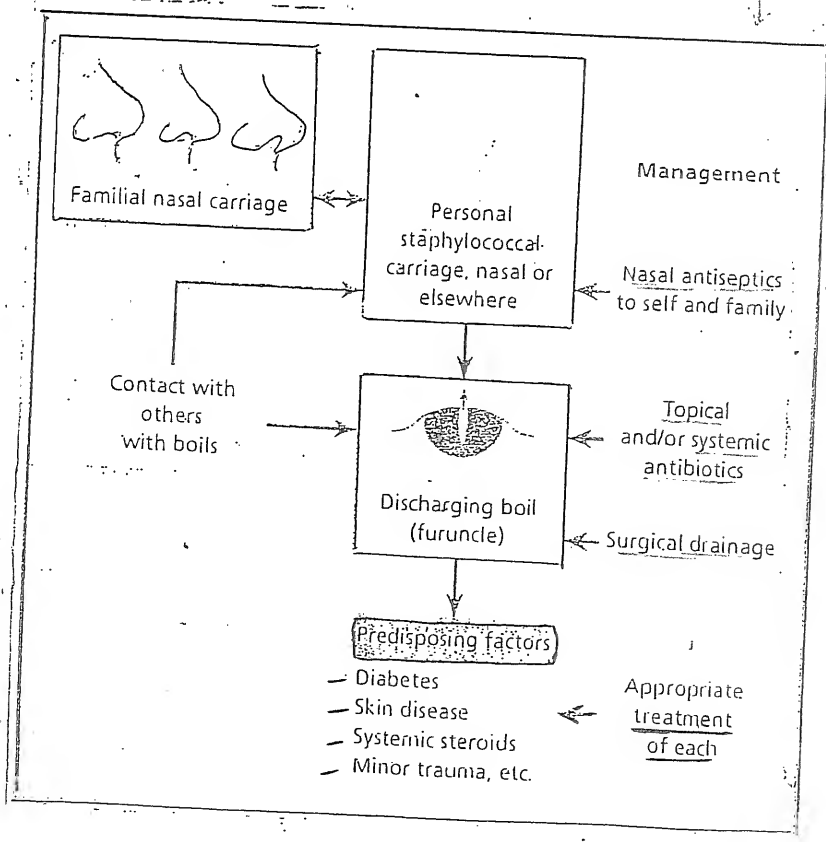 Familial nasal carriage
Personal
staphylococcal
carriage, nasal or
elsewhere
Management
Nasal antiseptics
to self and family
Contact with
others
with boils
Discharging boil
(furuncle)
Topical
and/or systemic
antibiotics
Surgical drainage
Predisposing factors
– Diabetes
– Skin disease
– Systemic steroids
– Minor trauma, etc.
Appropriate
treatment
of each